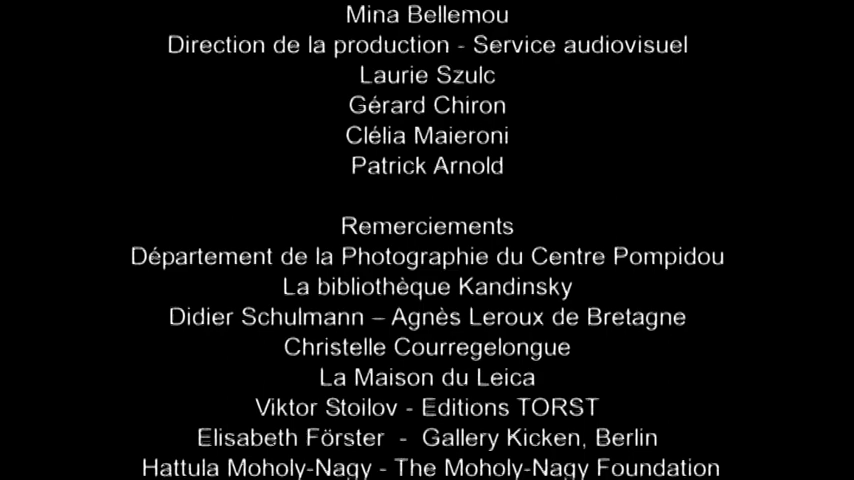 Mina Bellemou
Direction de la production - Service audiovisuel
Laurie Szulc
Gérard Chiron
Clélia Maieroni
Patrick Arnold
Remerciements
Département de la Photographie du Centre Pompidou
La bibliothèque Kandinsky
Didier Schulmann – Agnès Leroux de Bretagne
Christelle Courregelongue
La Maison du Leica
Viktor Stoilov - Editions TORST
Elisabeth Förster - Gallery Kicken, Berlin
Hattula Moholy-Nagy - The Moholy-Nagy Foundation